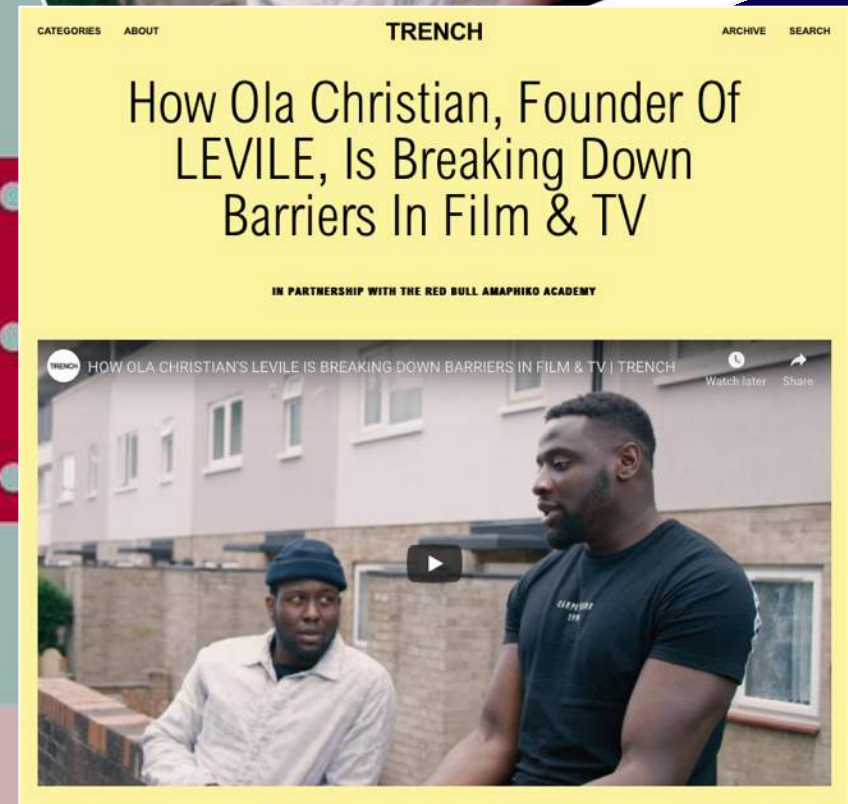 CATEGORIES ABOUT TRENCH ARCHIVE SEARCH
How Ola Christian, Founder Of
LEVILE, Is Breaking Down
Barriers In Film & TV
IN PARTNERSHIP WITH THE RED BULL AMAPHIKO ACADEMY
TRENCH HOW OLA CHRISTIAN'S LEVILE IS BREAKING DOWN BARRIERS IN FILM & TV | TRENCH
Watch later Share